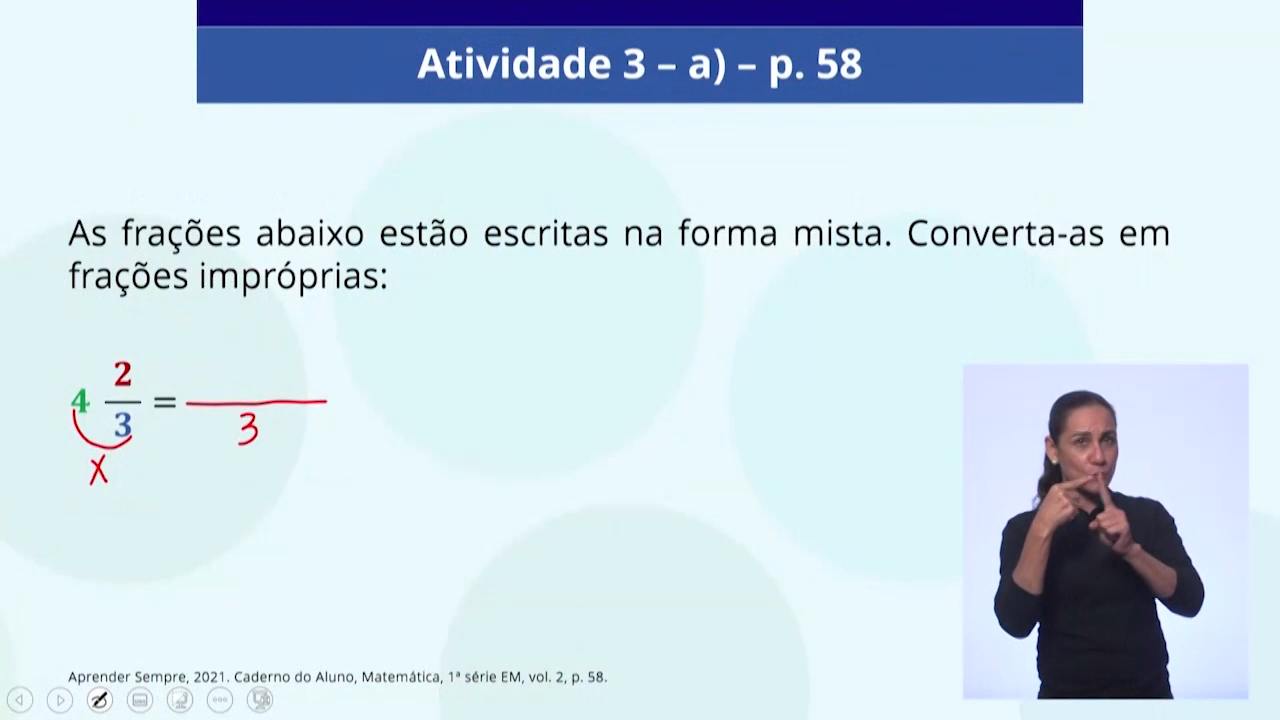 Atividade 3 – a) – p. 58
As frações abaixo estão escritas na forma mista. Converta-as em
frações impróprias:
4 2/3 = ―/3
x
Aprender Sempre, 2021. Caderno do Aluno, Matemática, 1ª série EM, vol. 2, p. 58.